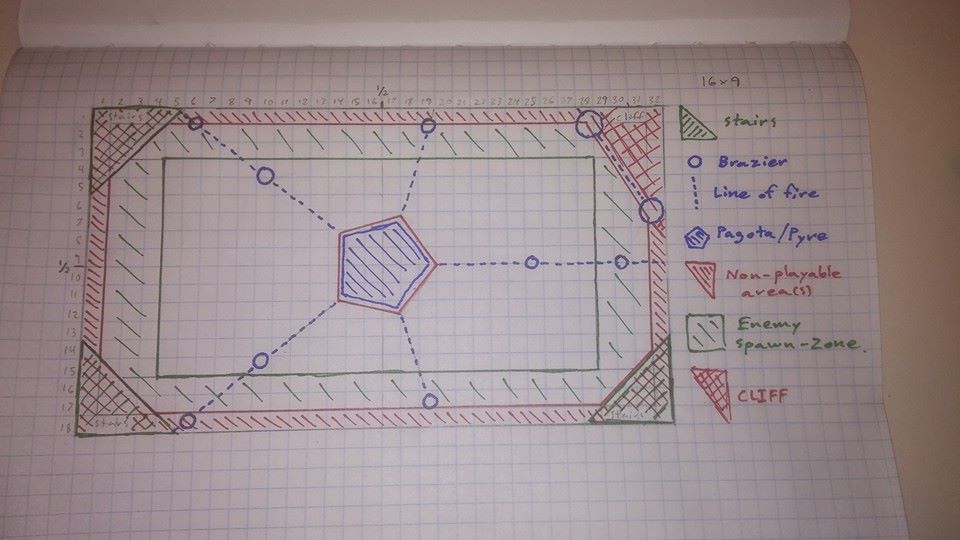 16x9
1/2
1 2 3 4 5 6 7 8 9 10 11 12 13 14 15 16 17 18 19 20 21 22 23 24 25 26 27 28 29 30 31 32
stairs
cliff
stairs
Brazier
Line of fire
Pagota/Pyre
1/2
Non-playable
area(s)
Enemy
Spawn-Zone.
CLIFF
stairs
stairs
1
2
3
4
5
6
7
8
9
10
11
12
13
14
15
16
17
18